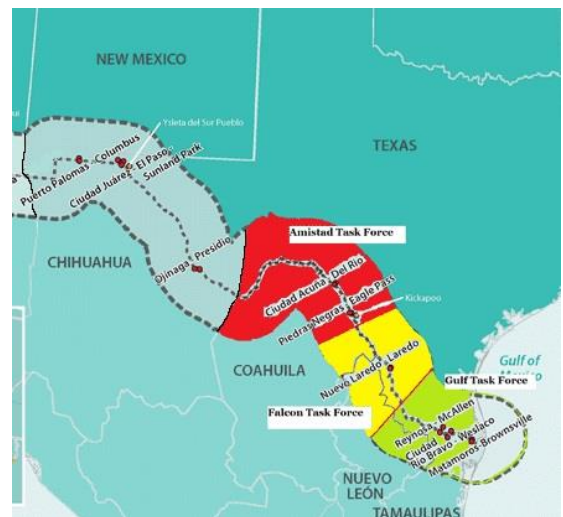 NEW MEXICO
Ysleta del Sur Pueblo
TEXAS
Puerto Palomas - Columbus
Ciudad Juárez - El Paso -
Sunland Park
CHIHUAHUA
Ojinaga - Presidio
Amistad Task Force
Ciudad Acuña - Del Rio
Piedras Negras - Eagle Pass
Kickapoo
COAHUILA
Nuevo Laredo - Laredo
Gulf of
Gulf Task Force
Falcon Task Force
Reynosa - McAllen
Ciudad
Río Bravo - Weslaco
Matamoros-Brownsville
NUEVO
LEÓN
TAMAULIPAS